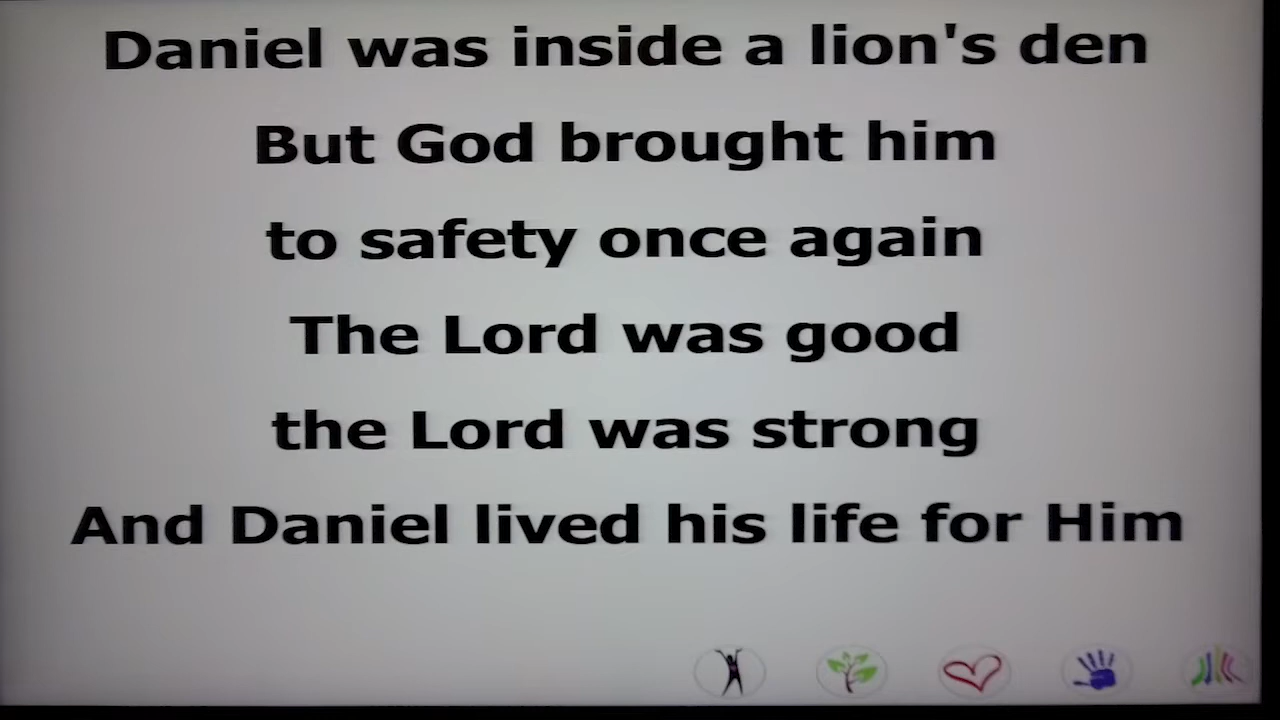 Daniel was inside a lion's den
But God brought him
to safety once again
The Lord was good
the Lord was strong
And Daniel lived his life for Him